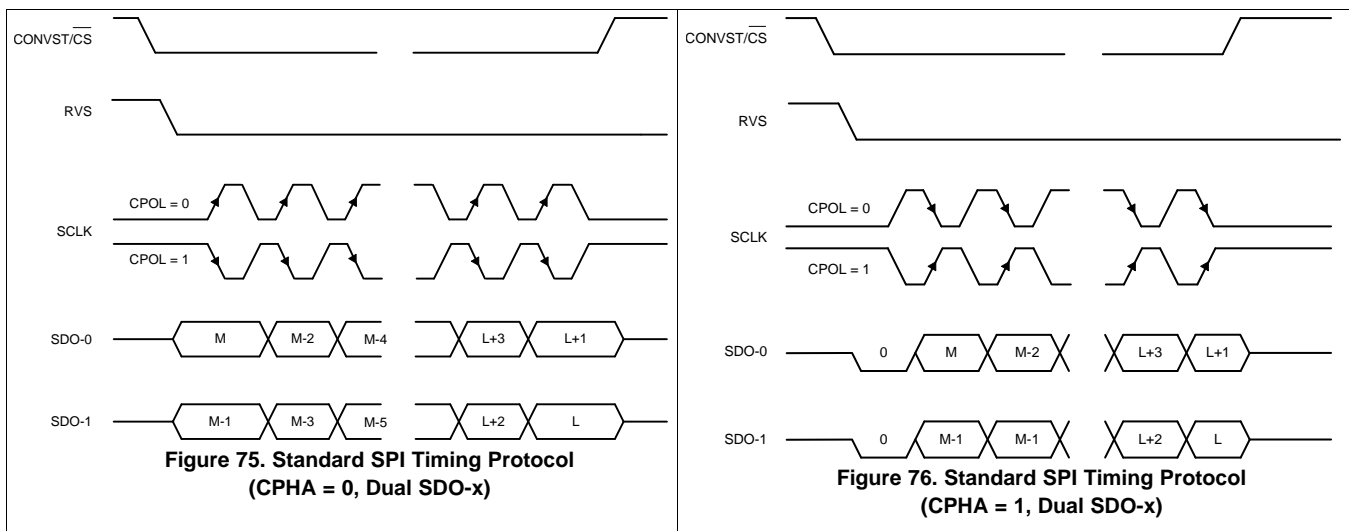 CONVST/CS
RVS
CPOL = 0
SCLK
CPOL = 1
SDO-0 M M-2 M-4 L+3 L+1
SDO-1 M-1 M-3 M-5 L+2 L
Figure 75. Standard SPI Timing Protocol
(CPHA = 0, Dual SDO-x)
CONVST/CS
RVS
CPOL = 0
SCLK
CPOL = 1
SDO-0 0 M M-2 L+3 L+1
SDO-1 0 M-1 M-1 L+2 L
Figure 76. Standard SPI Timing Protocol
(CPHA = 1, Dual SDO-x)